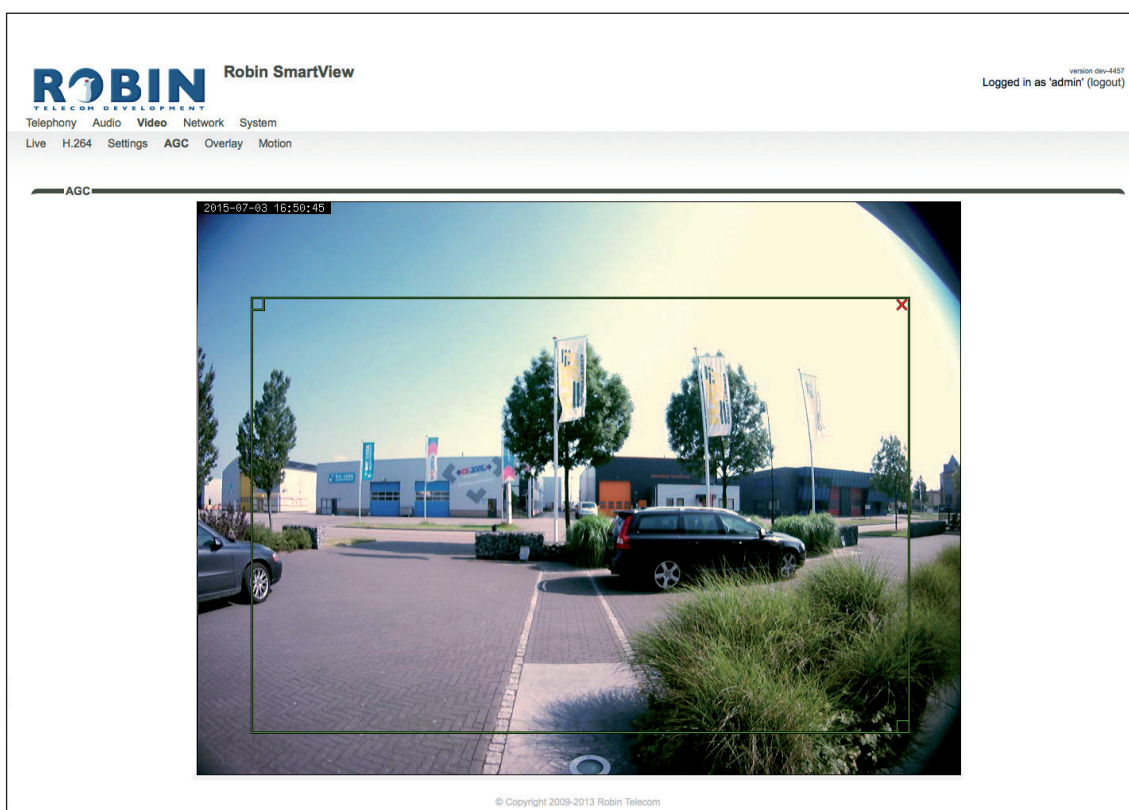 ROBIN
TELECOM DEVELOPMENT
Robin SmartView
version dev-4457
Logged in as 'admin' (logout)
Telephony Audio Video Network System
Live H.264 Settings AGC Overlay Motion
AGC
2015-07-03 16:50:45
© Copyright 2009-2013 Robin Telecom